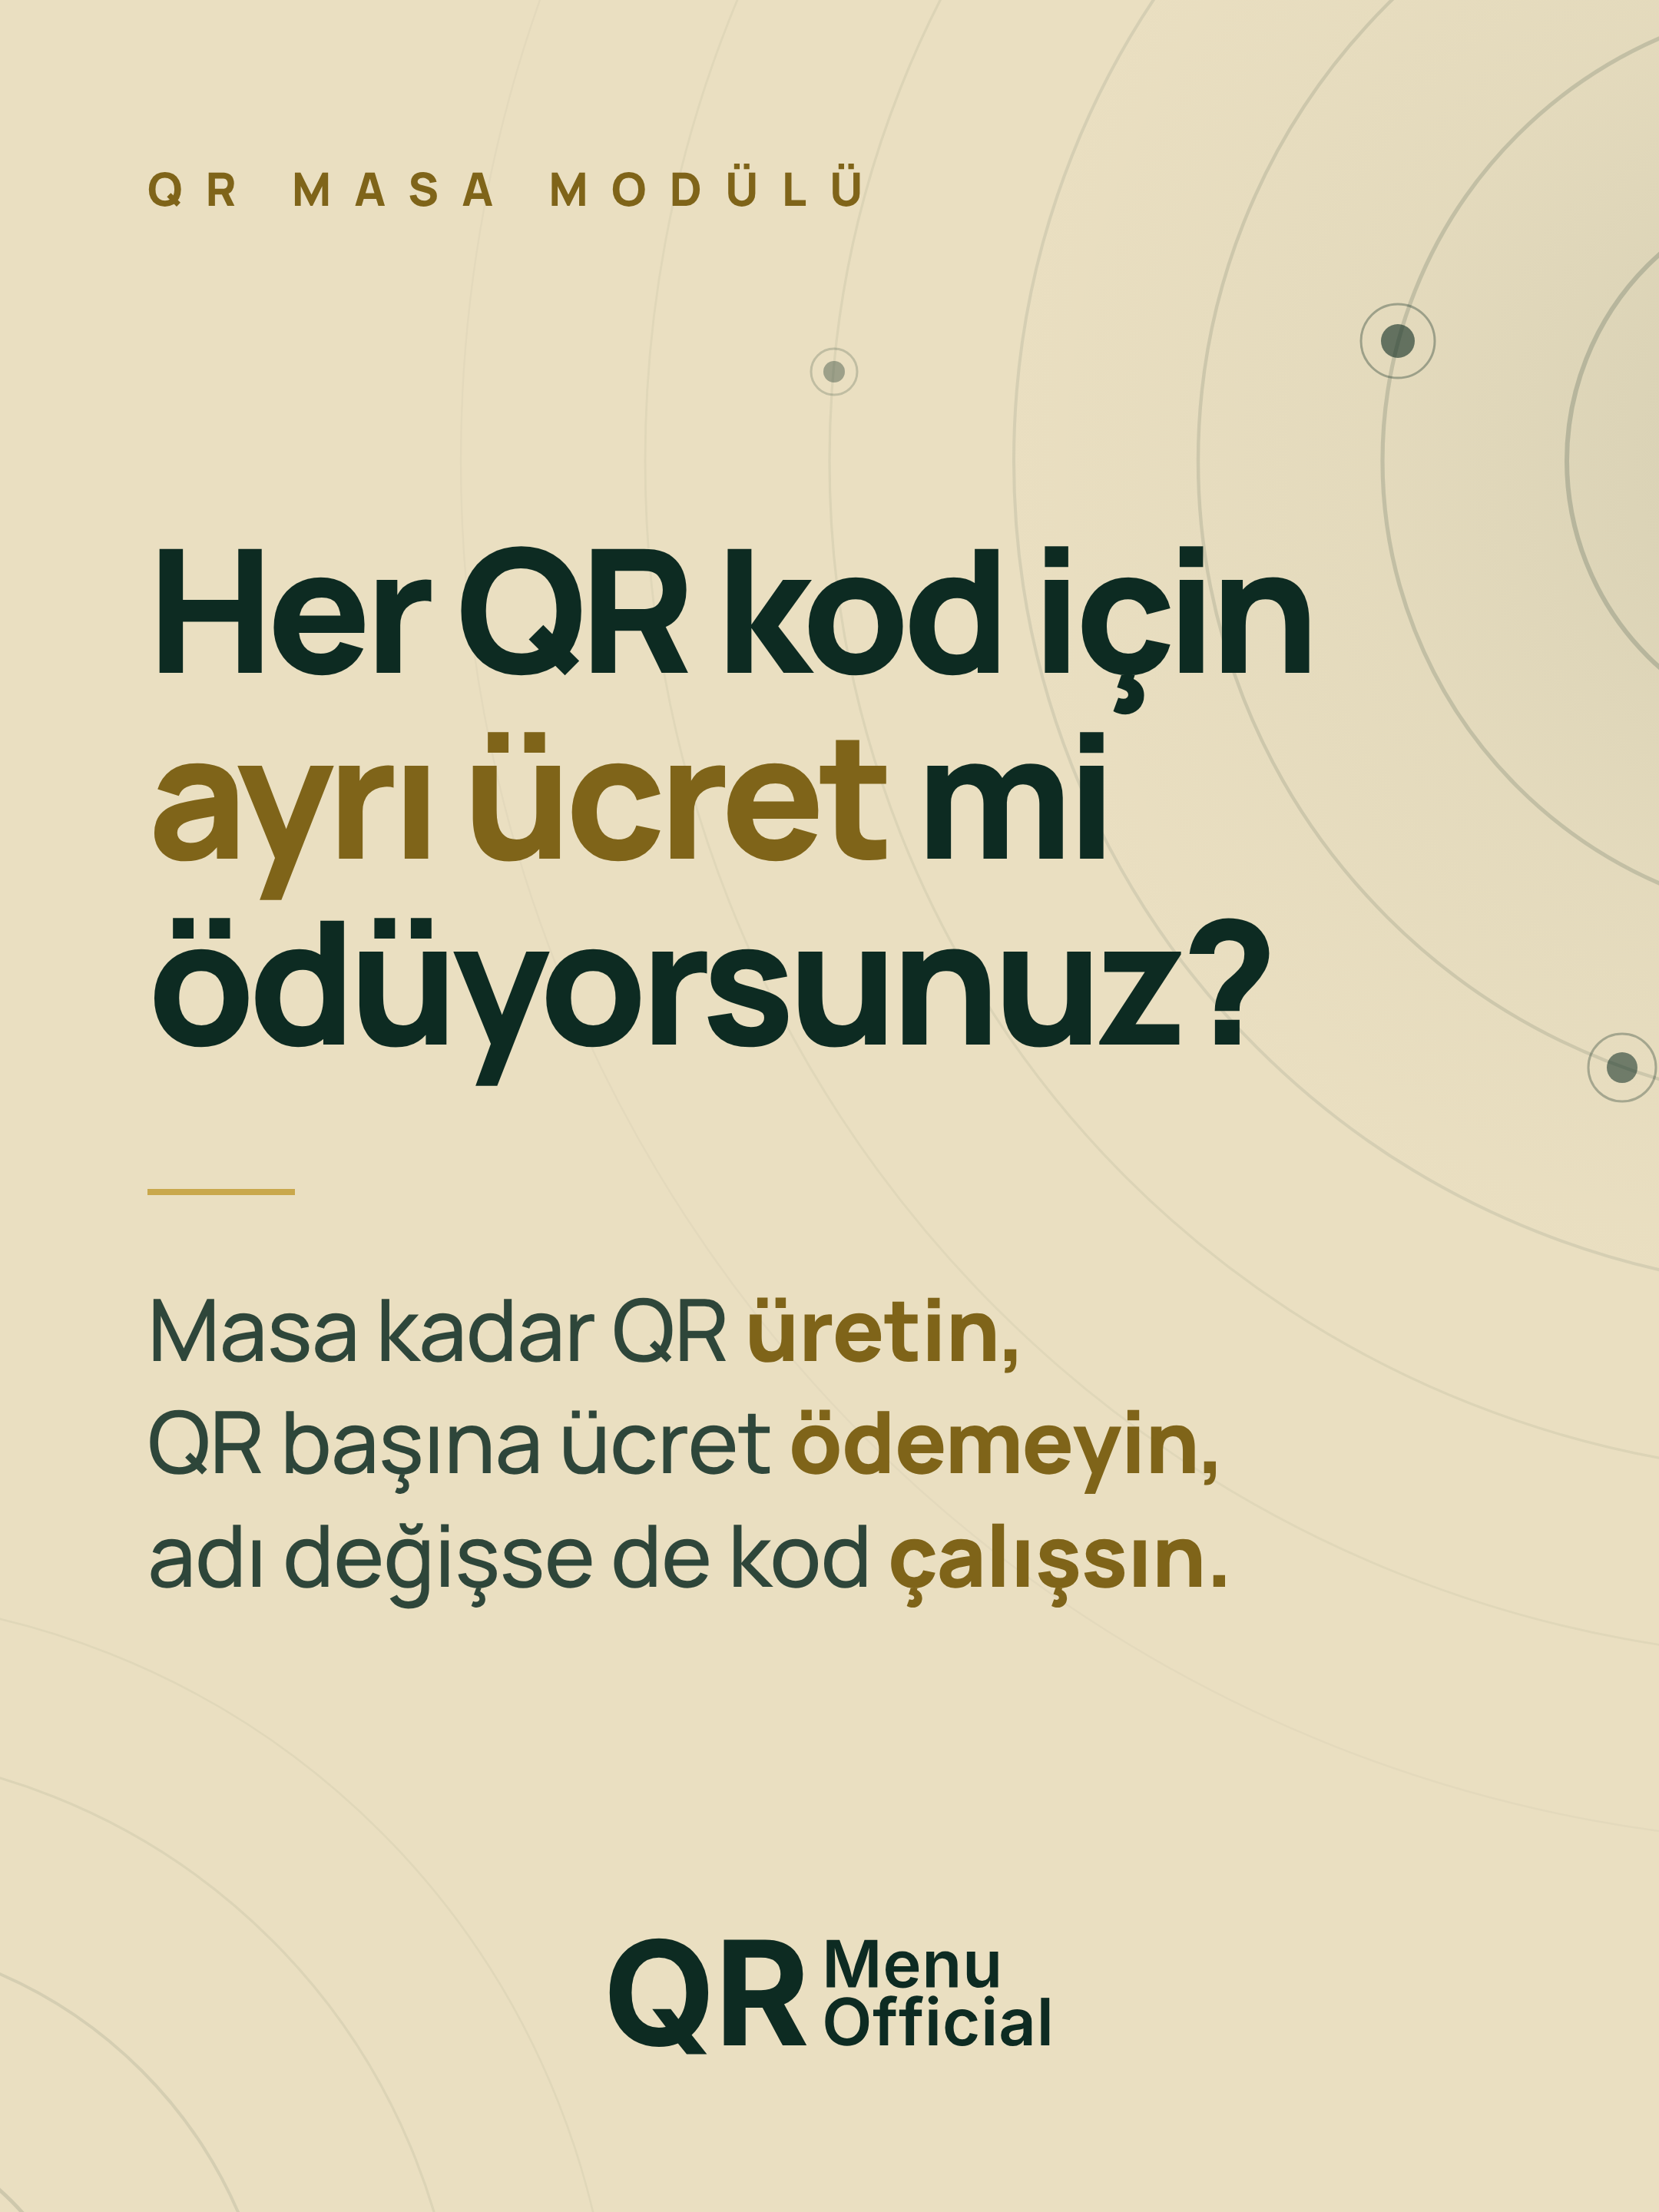 QR MASA MODÜLÜ
Her QR kod için
ayrı ücret mi
ödüyorsunuz?
Masa kadar QR üretin,
QR başına ücret ödemeyin,
adı değişse de kod çalışsın.
QR Menu
Official